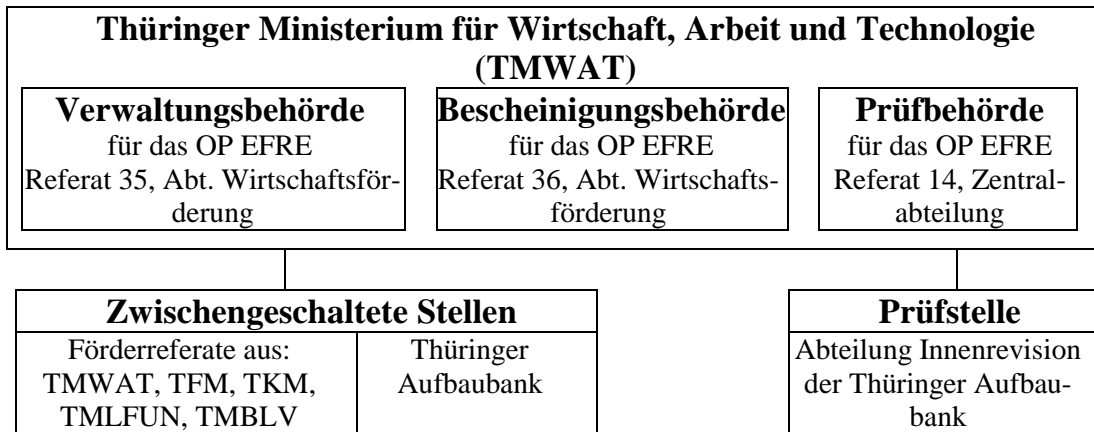 Thüringer Ministerium für Wirtschaft, Arbeit und Technologie
(TMWAT)
Verwaltungsbehörde
für das OP EFRE
Referat 35, Abt. Wirtschaftsför-
derung
Bescheinigungsbehörde
für das OP EFRE
Referat 36, Abt. Wirtschafts-
förderung
Prüfbehörde
für das OP EFRE
Referat 14, Zentral-
abteilung
Zwischengeschaltete Stellen
Förderreferate aus:
TMWAT, TFM, TKM,
TMLFUN, TMBLV
Thüringer
Aufbaubank
Prüfstelle
Abteilung Innenrevision
der Thüringer Aufbau-
bank